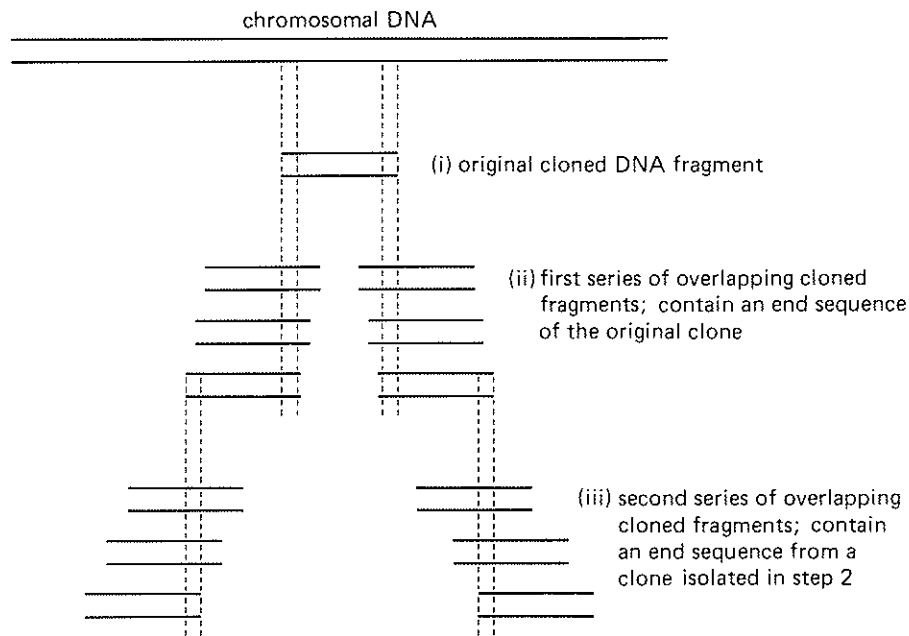 chromosomal DNA
(i) original cloned DNA fragment
(ii) first series of overlapping cloned
fragments; contain an end sequence
of the original clone
(iii) second series of overlapping
cloned fragments; contain
an end sequence from a
clone isolated in step 2